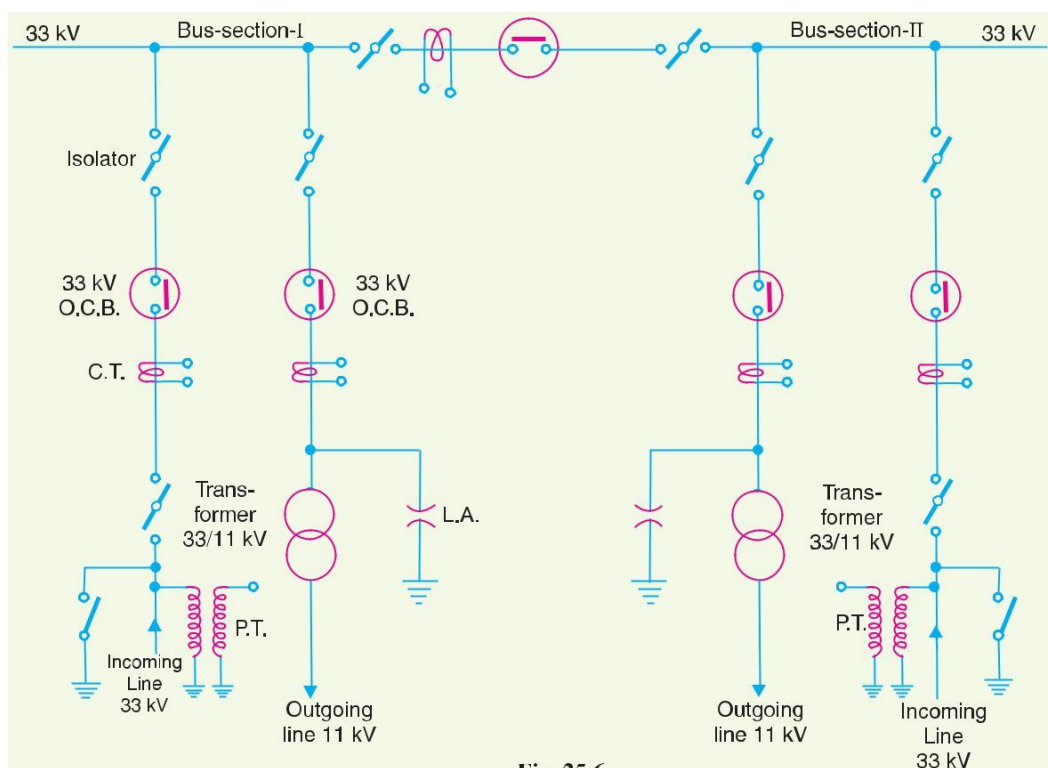 33 kV
Bus-section-I
Bus-section-II
33 kV
Isolator
33 kV
O.C.B.
33 kV
O.C.B.
C.T.
Trans-
former
33/11 kV
L.A.
Trans-
former
33/11 kV
P.T.
P.T.
Incoming
Line
33 kV
Outgoing
line 11 kV
Outgoing
line 11 kV
Incoming
Line
33 kV